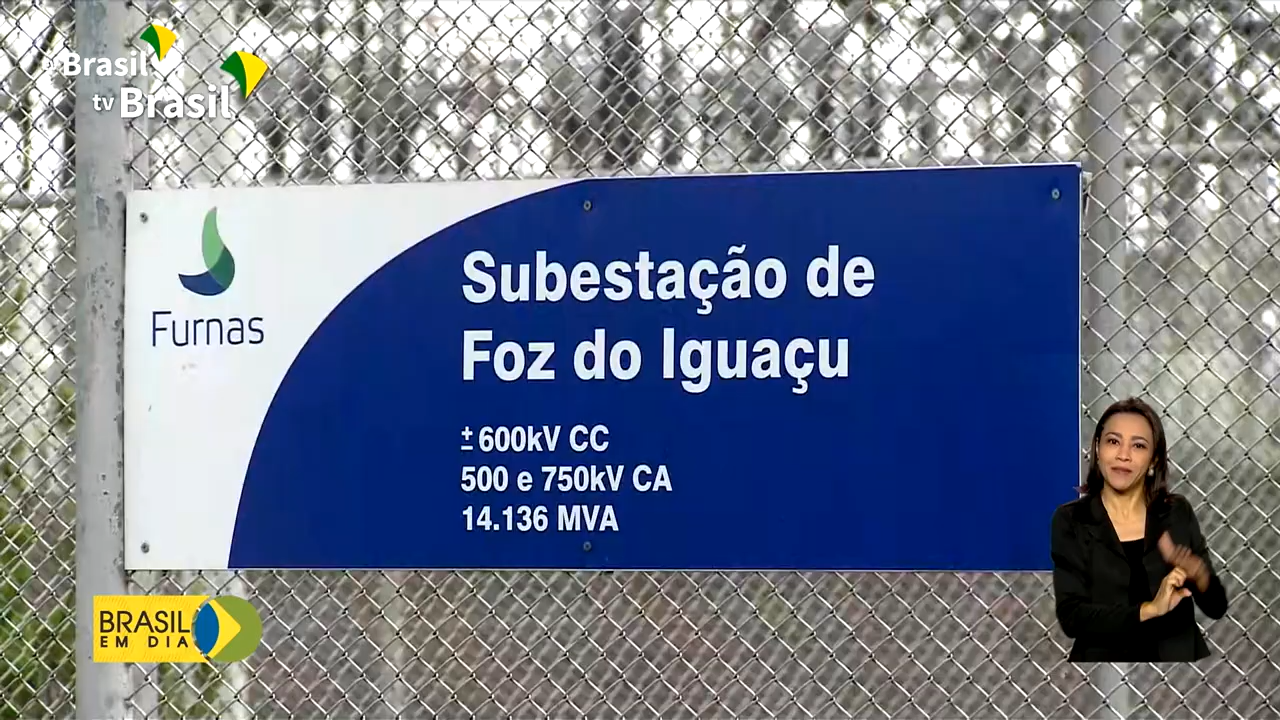 Brasil
tv Brasil
Furnas
Subestação de
Foz do Iguaçu
±600kV CC
500 e 750kV CA
14.136 MVA
BRASIL
EM DIA